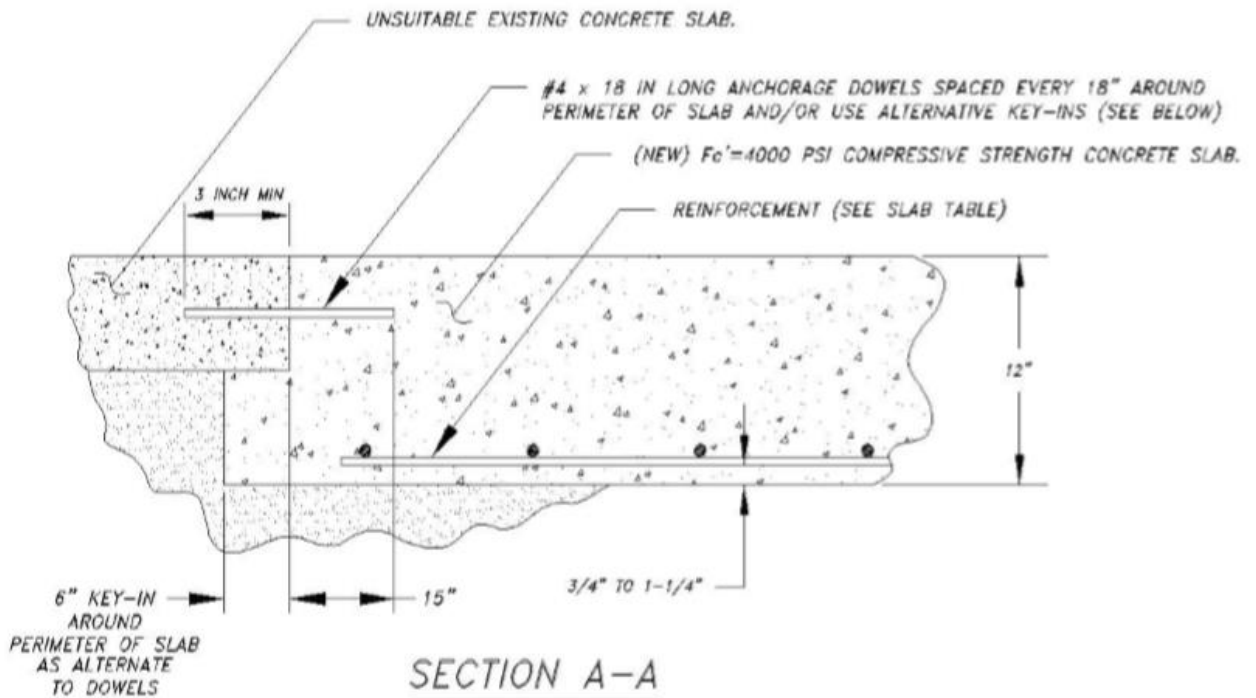 UNSUITABLE EXISTING CONCRETE SLAB.
#4 x 18 IN LONG ANCHORAGE DOWELS SPACED EVERY 18" AROUND
PERIMETER OF SLAB AND/OR USE ALTERNATIVE KEY-INS (SEE BELOW)
(NEW) Fc'=4000 PSI COMPRESSIVE STRENGTH CONCRETE SLAB.
3 INCH MIN
REINFORCEMENT (SEE SLAB TABLE)
12"
3/4" TO 1-1/4"
6" KEY-IN
AROUND
PERIMETER OF SLAB
AS ALTERNATE
TO DOWELS
15"
SECTION A-A